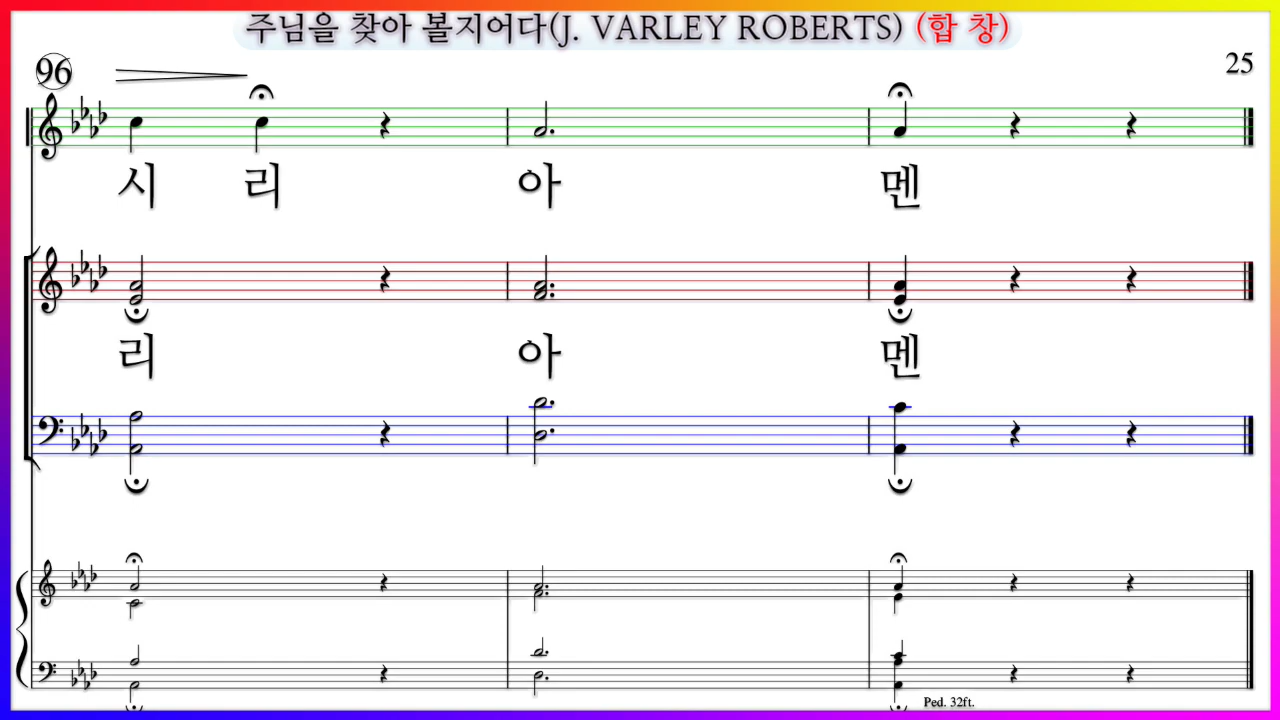 주님을 찾아 볼지어다(J. VARLEY ROBERTS) (합 창)
96
25
시 리 아 멘
리 아 멘
Ped. 32ft.